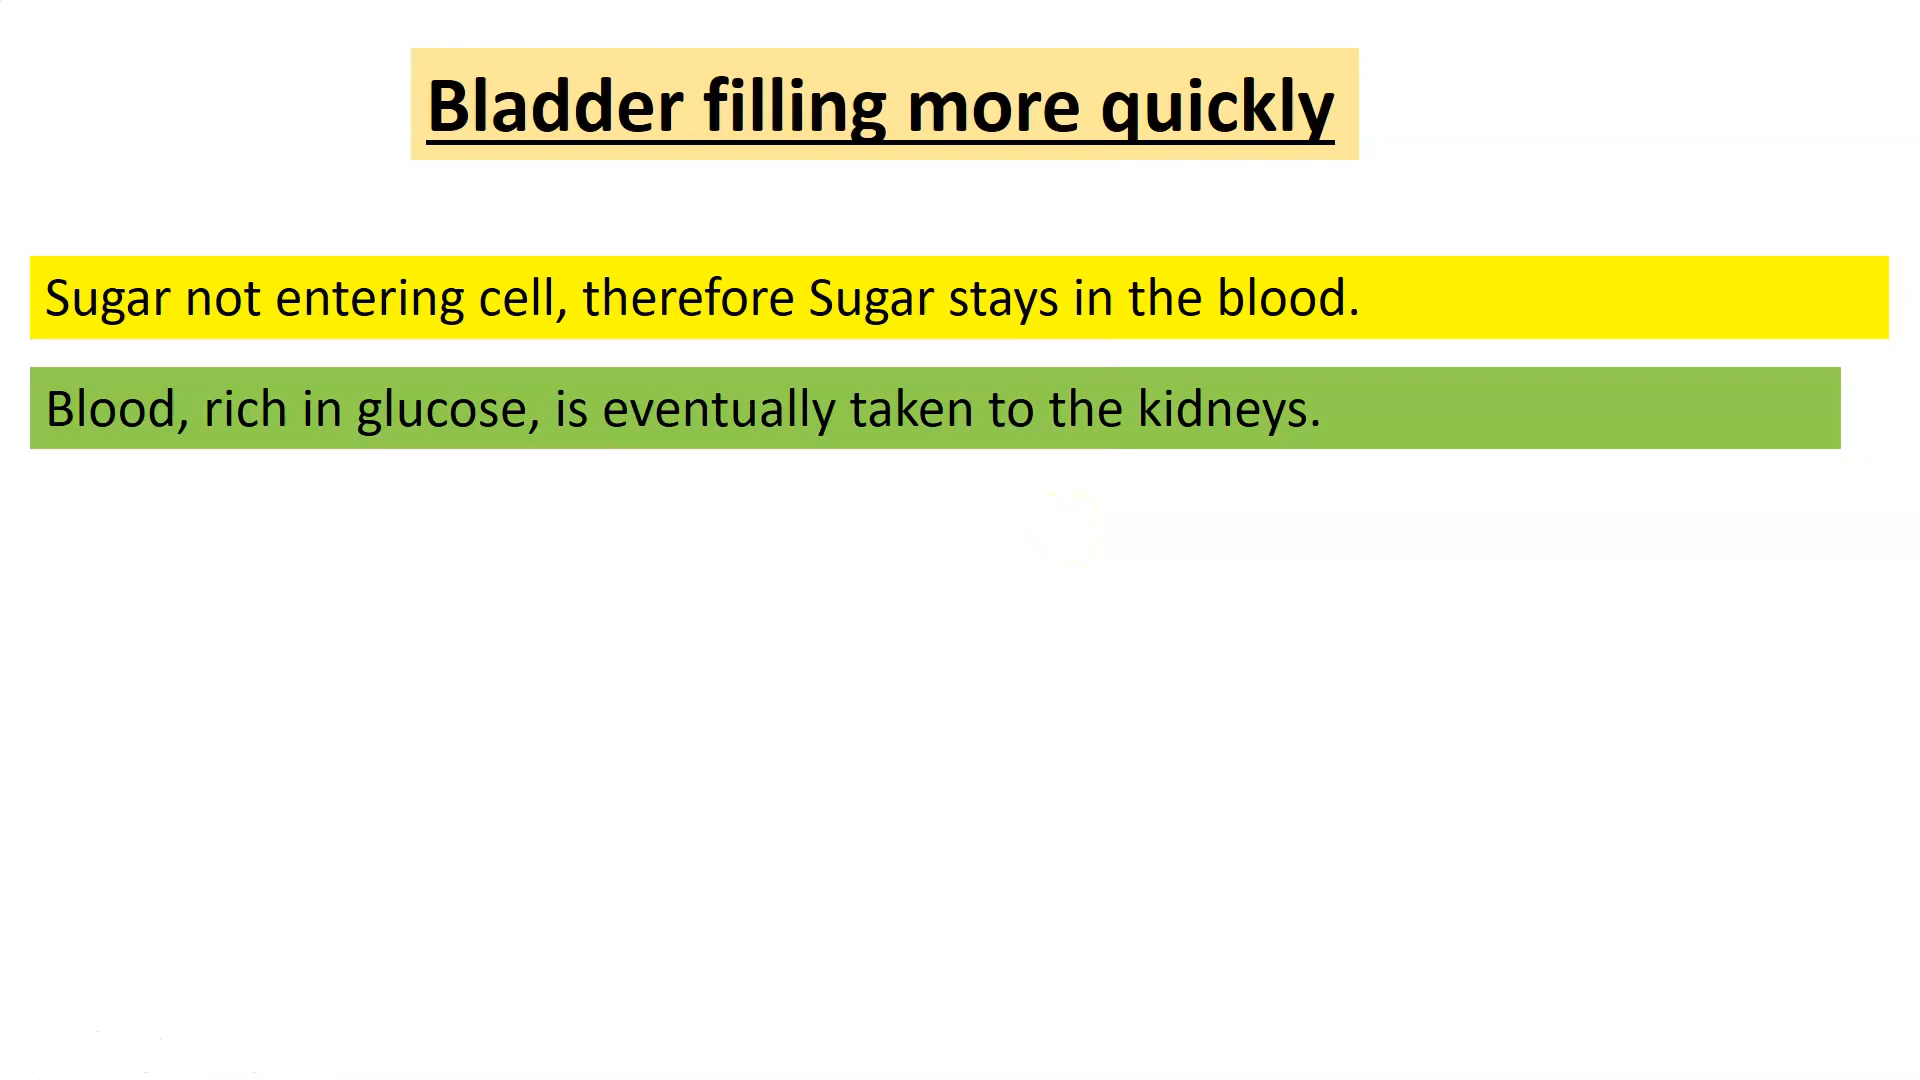 Bladder filling more quickly
Sugar not entering cell, therefore Sugar stays in the blood.
Blood, rich in glucose, is eventually taken to the kidneys.